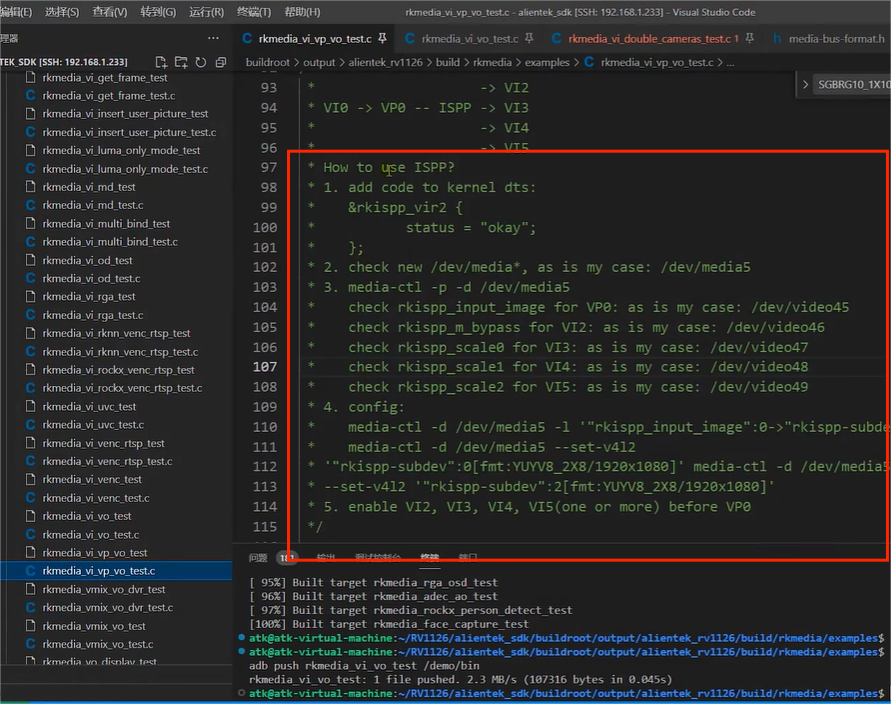 编辑(E) 选择(S) 查看(V) 转到(G) 运行(R) 终端(T) 帮助(H)
rkmedia_vi_vp_vo_test.c - alientek_sdk [SSH: 192.168.1.233] - Visual Studio Code
理器 ...
TEK_SDK [SSH: 192.168.1.233]
rkmedia_vi_get_frame_test
rkmedia_vi_get_frame_test.c
rkmedia_vi_insert_user_picture_test
rkmedia_vi_insert_user_picture_test.c
rkmedia_vi_luma_only_mode_test
rkmedia_vi_luma_only_mode_test.c
rkmedia_vi_md_test
rkmedia_vi_md_test.c
rkmedia_vi_multi_bind_test
rkmedia_vi_multi_bind_test.c
rkmedia_vi_od_test
rkmedia_vi_od_test.c
rkmedia_vi_rga_test
rkmedia_vi_rga_test.c
rkmedia_vi_rknn_venc_rtsp_test
rkmedia_vi_rknn_venc_rtsp_test.c
rkmedia_vi_rockx_venc_rtsp_test
rkmedia_vi_rockx_venc_rtsp_test.c
rkmedia_vi_uvc_test
rkmedia_vi_uvc_test.c
rkmedia_vi_venc_rtsp_test
rkmedia_vi_venc_rtsp_test.c
rkmedia_vi_venc_test
rkmedia_vi_venc_test.c
rkmedia_vi_vo_test
rkmedia_vi_vo_test.c
rkmedia_vi_vp_vo_test
rkmedia_vi_vp_vo_test.c
rkmedia_vmix_vo_dvr_test
rkmedia_vmix_vo_dvr_test.c
rkmedia_vmix_vo_test
rkmedia_vmix_vo_test.c
rkmedia_vo_display_test
C rkmedia_vi_vp_vo_test.c C rkmedia_vi_vo_test.c C rkmedia_vi_double_cameras_test.c 1 h media-bus-format.h
buildroot > output > alientek_rv1126 > build > rkmedia > examples > C rkmedia_vi_vp_vo_test.c > ...
SGBRG10_1X10
93 * -> VI2
94 * VI0 -> VP0 -- ISPP -> VI3
95 * -> VI4
96 * -> VI5
97 * How to use ISPP?
98 * 1. add code to kernel dts:
99 * &rkispp_vir2 {
100 * status = "okay";
101 * };
102 * 2. check new /dev/media*, as is my case: /dev/media5
103 * 3. media-ctl -p -d /dev/media5
104 * check rkispp_input_image for VP0: as is my case: /dev/video45
105 * check rkispp_m_bypass for VI2: as is my case: /dev/video46
106 * check rkispp_scale0 for VI3: as is my case: /dev/video47
107 * check rkispp_scale1 for VI4: as is my case: /dev/video48
108 * check rkispp_scale2 for VI5: as is my case: /dev/video49
109 * 4. config:
110 * media-ctl -d /dev/media5 -l '"rkispp_input_image":0->"rkispp-subde
111 * media-ctl -d /dev/media5 --set-v4l2
112 * '"rkispp-subdev":0[fmt:YUYV8_2X8/1920x1080]' media-ctl -d /dev/media5
113 * --set-v4l2 '"rkispp-subdev":2[fmt:YUYV8_2X8/1920x1080]'
114 * 5. enable VI2, VI3, VI4, VI5(one or more) before VP0
115 */
问题 181 输出 调试控制台 终端 端口
[ 95%] Built target rkmedia_rga_osd_test
[ 96%] Built target rkmedia_adec_ao_test
[ 97%] Built target rkmedia_rockx_person_detect_test
[100%] Built target rkmedia_face_capture_test
atk@atk-virtual-machine:~/RV1126/alientek_sdk/buildroot/output/alientek_rv1126/build/rkmedia/examples$
atk@atk-virtual-machine:~/RV1126/alientek_sdk/buildroot/output/alientek_rv1126/build/rkmedia/examples$
adb push rkmedia_vi_vo_test /demo/bin
rkmedia_vi_vo_test: 1 file pushed. 2.3 MB/s (107316 bytes in 0.045s)
atk@atk-virtual-machine:~/RV1126/alientek_sdk/buildroot/output/alientek_rv1126/build/rkmedia/examples$